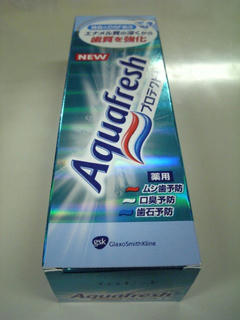 エナメル質の深くから
歯質を強化
NEW
Aquafresh
プロテクト
薬用
ムシ歯予防
口臭予防
歯石予防
gsk GlaxoSmithKline
Aquafresh